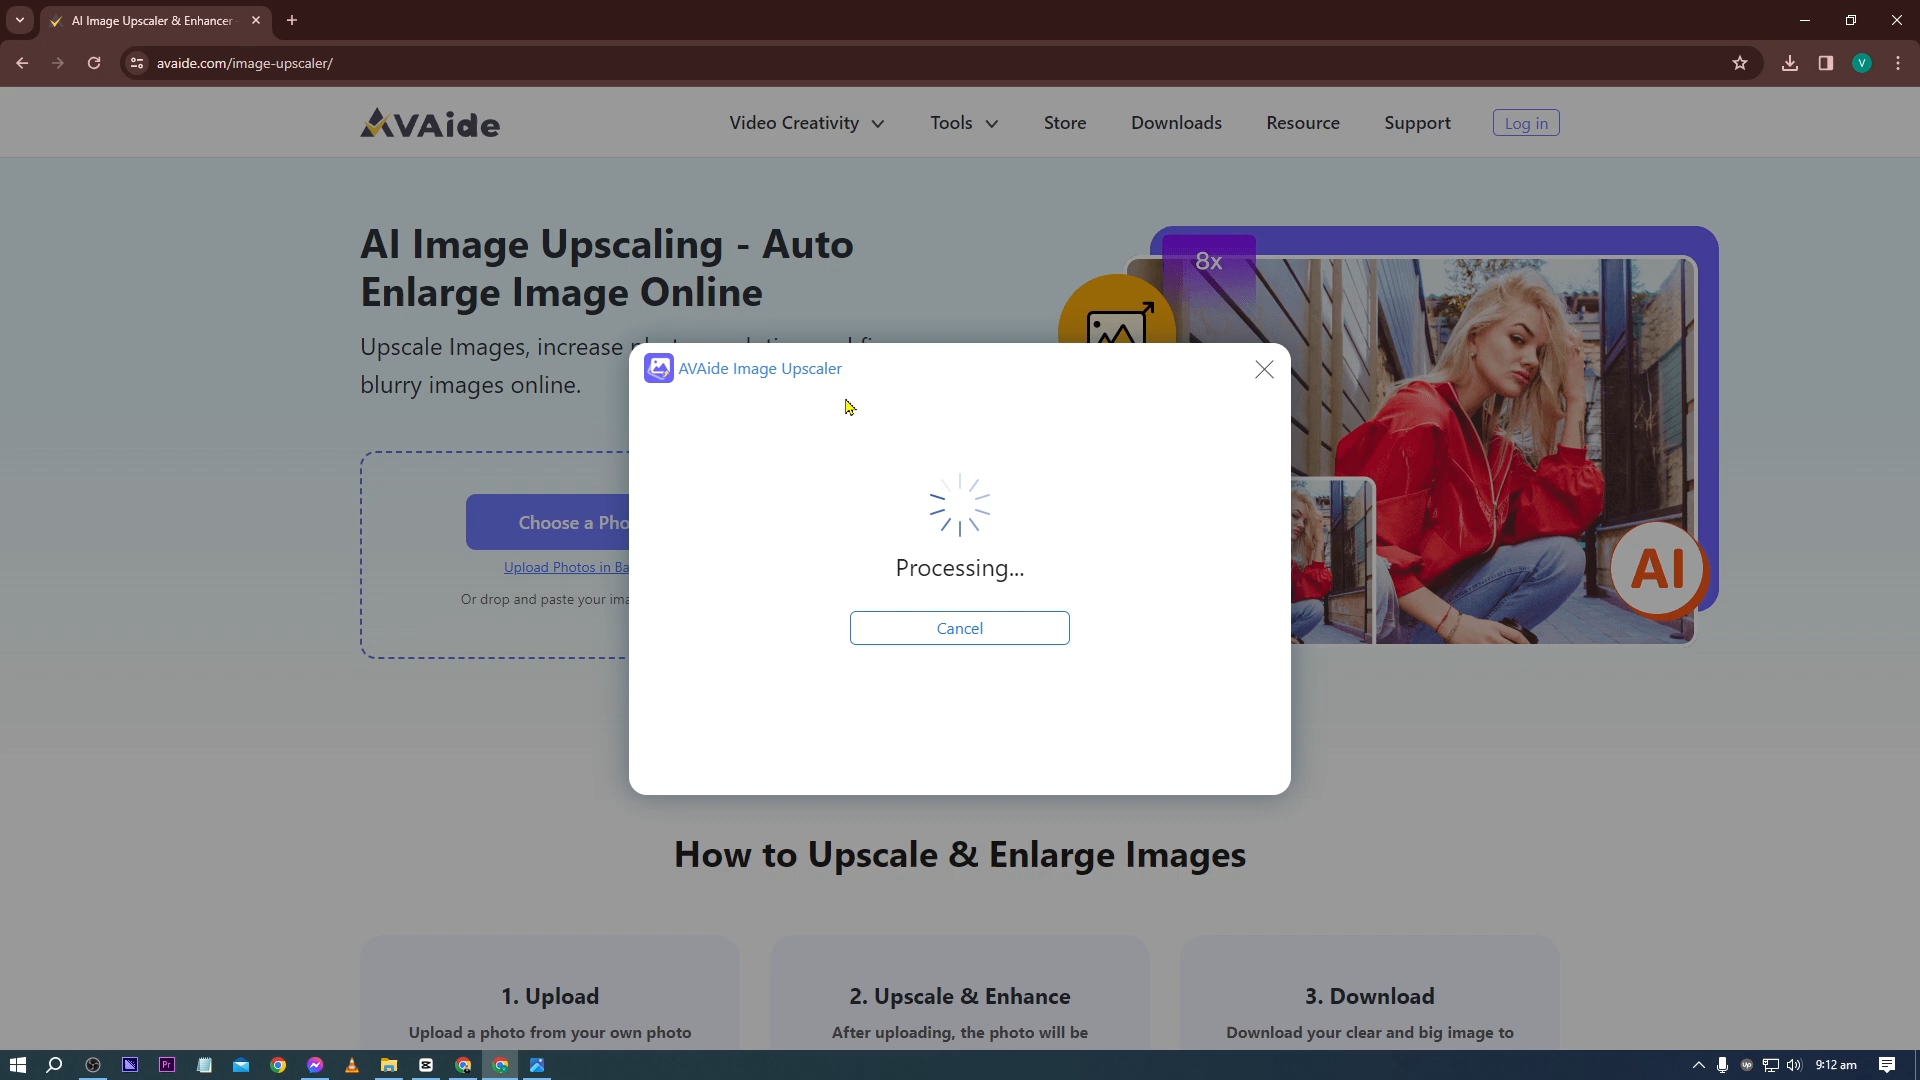 AI Image Upscaler & Enhancer
avaide.com/image-upscaler/
V
AVAide
Video Creativity
Tools
Store
Downloads
Resource
Support
Log in
AI Image Upscaling - Auto
Enlarge Image Online
Upscale Images, increase
blurry images online.
8x
AVAide Image Upscaler
Choose a Pho
Upload Photos in Ba
Or drop and paste your ima
Processing...
Cancel
AI
How to Upscale & Enlarge Images
1. Upload
Upload a photo from your own photo
2. Upscale & Enhance
After uploading, the photo will be
3. Download
Download your clear and big image to
Pr
Up
9:12 am